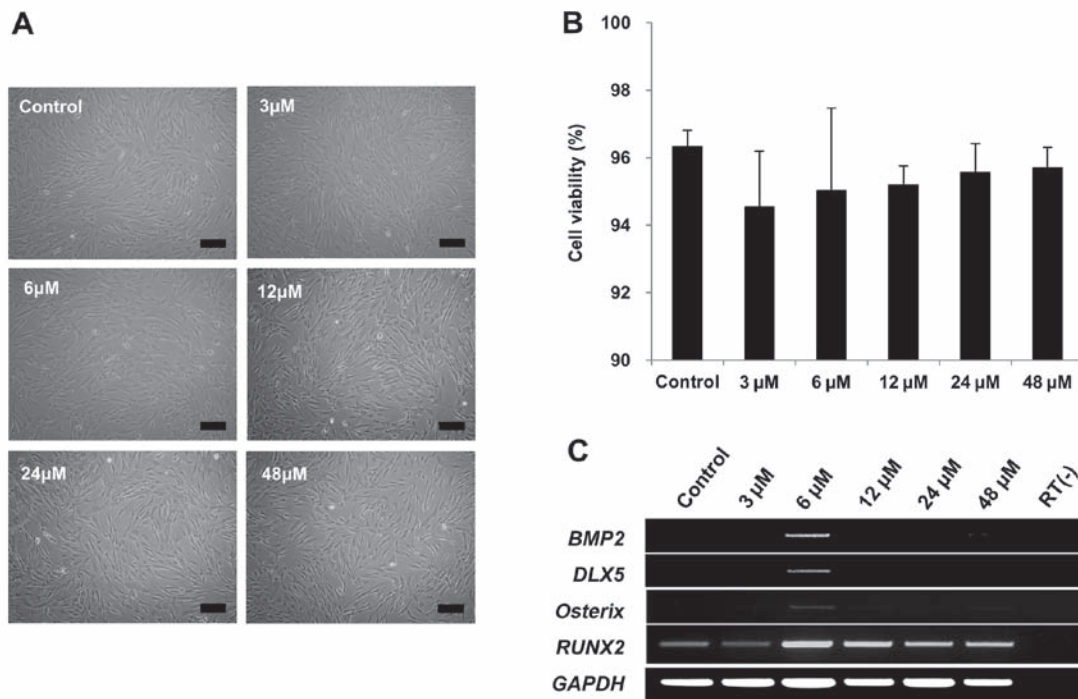 A
Control
3μM
6μM
12μM
24μM
48μM
B
Cell viability (%)
100
98
96
94
92
90
Control 3 μM 6 μM 12 μM 24 μM 48 μM
C
Control 3 μM 6 μM 12 μM 24 μM 48 μM RT(-)
BMP2
DLX5
Osterix
RUNX2
GAPDH